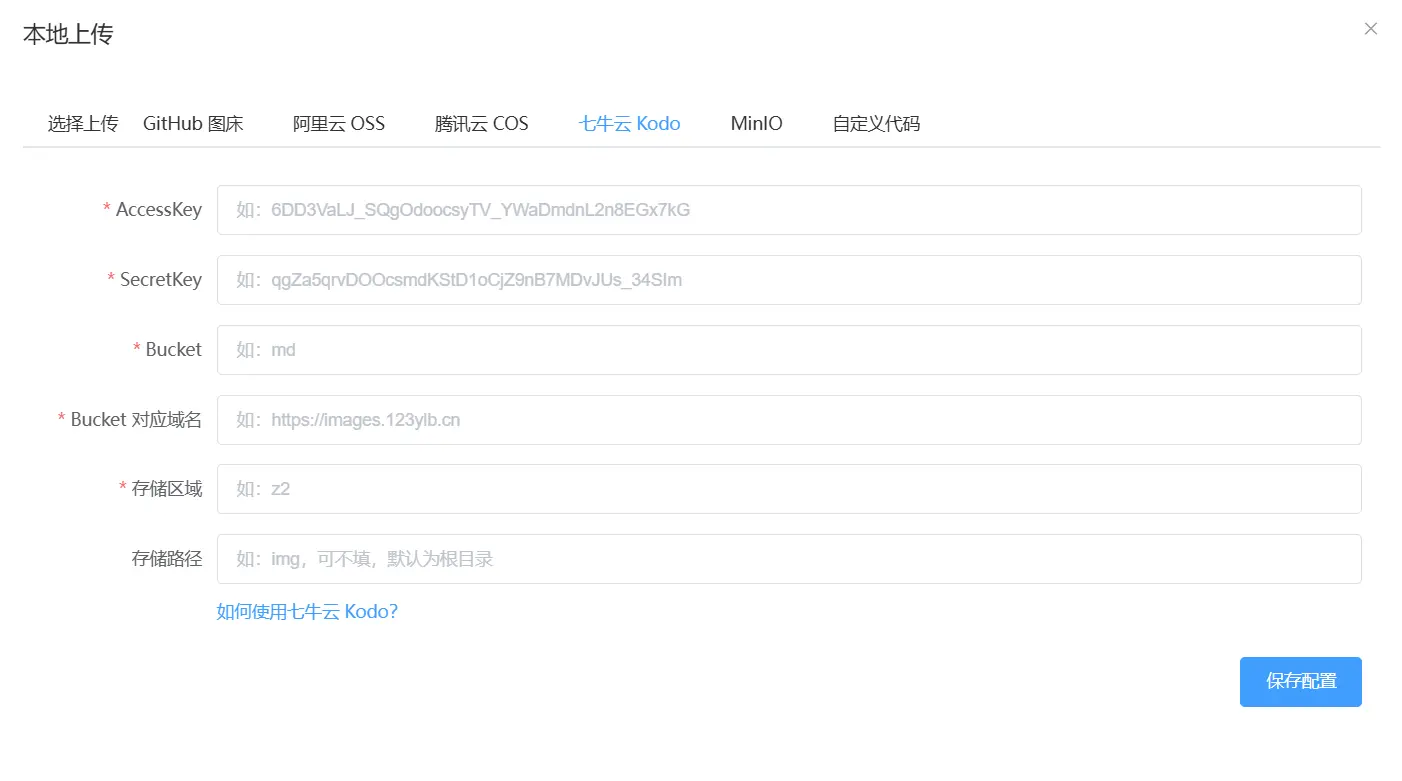 本地上传
选择上传 GitHub 图床 阿里云 OSS 腾讯云 COS 七牛云 Kodo MinIO 自定义代码
* AccessKey 如：6DD3VaLJ_SQgOdoocsyTV_YWaDmdnL2n8EGx7kG
* SecretKey 如：qgZa5qrvDOOcsmdKStD1oCjZ9nB7MDvJUs_34SIm
* Bucket 如：md
* Bucket 对应域名 如：https://images.123ylb.cn
* 存储区域 如：z2
存储路径 如：img，可不填，默认为根目录
如何使用七牛云 Kodo？
保存配置